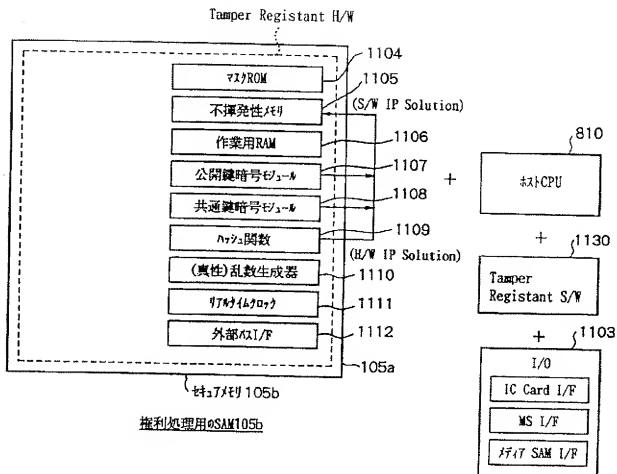 Tamper Registant H/W
マスクROM
1104
不揮発性メモリ
1105
(S/W IP Solution)
作業用RAM
1106
公開鍵暗号モジュール
1107
共通鍵暗号モジュール
1108
ハッシュ関数
1109
(H/W IP Solution)
(真性)乱数生成器
1110
リアルタイムクロック
1111
外部バスI/F
1112
105a
セキュアメモリ105b
権利処理用のSAM105b
+
810
ホストCPU
+
1130
Tamper
Registant S/W
+
1103
I/O
IC Card I/F
MS I/F
メディア SAM I/F